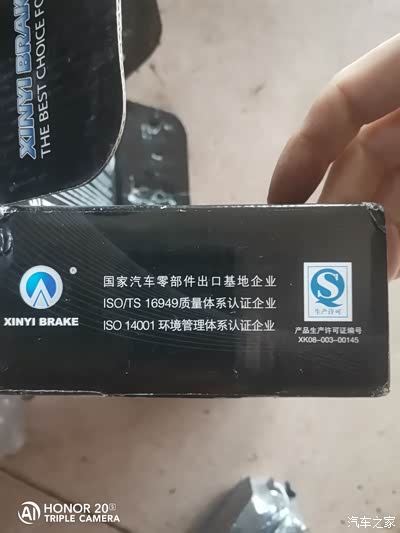 XINYI BRAK
THE BEST CHOICE FO
®
XINYI BRAKE
国家汽车零部件出口基地企业
ISO/TS 16949质量体系认证企业
ISO 14001 环境管理体系认证企业
S
生产许可
产品生产许可证编号
XK08-003-00145
HONOR 20S
TRIPLE CAMERA
汽车之家